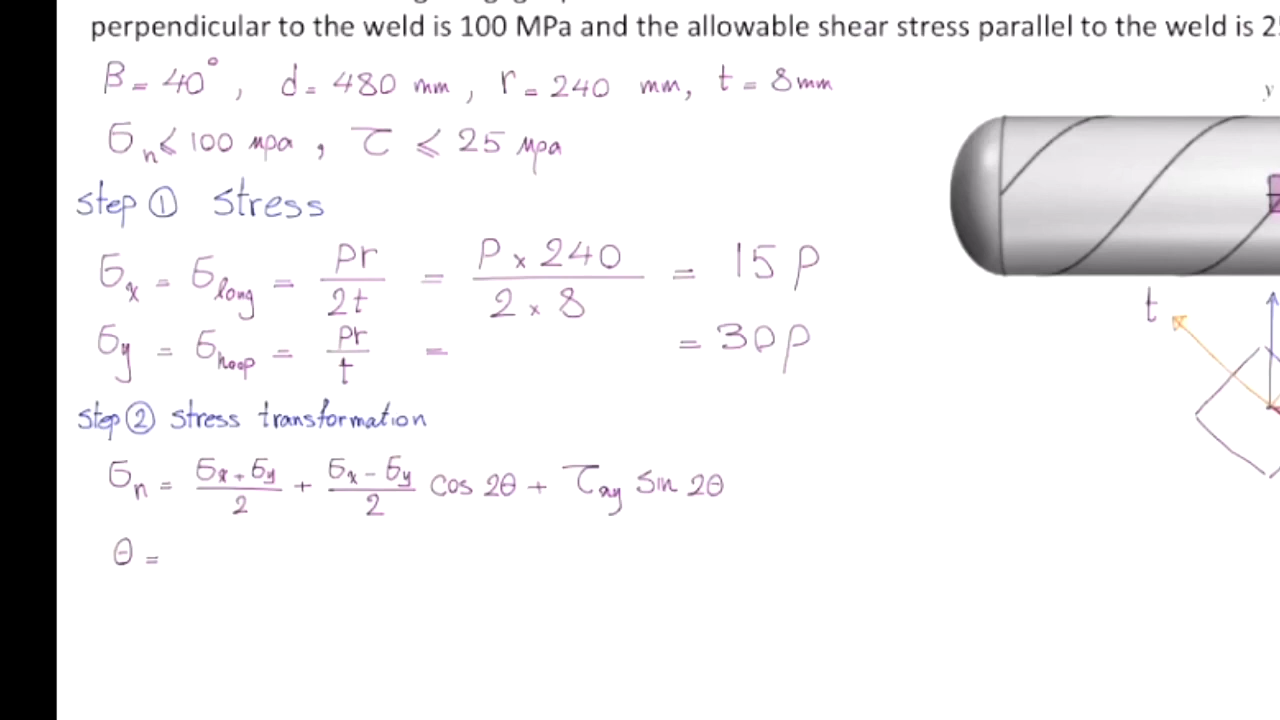 perpendicular to the weld is 100 MPa and the allowable shear stress parallel to the weld is 25
β = 40°, d = 480 mm, r = 240 mm, t = 8mm
σn ≤ 100 Mpa, τ ≤ 25 Mpa
step ① stress
σx = σlong = Pr/2t = P × 240 / 2 × 8 = 15 P
σy = σhoop = Pr/t = = 30 P
step ② stress transformation
σn = σx + σy / 2 + σx - σy / 2 cos 2θ + τxy sin 2θ
θ =
y
t